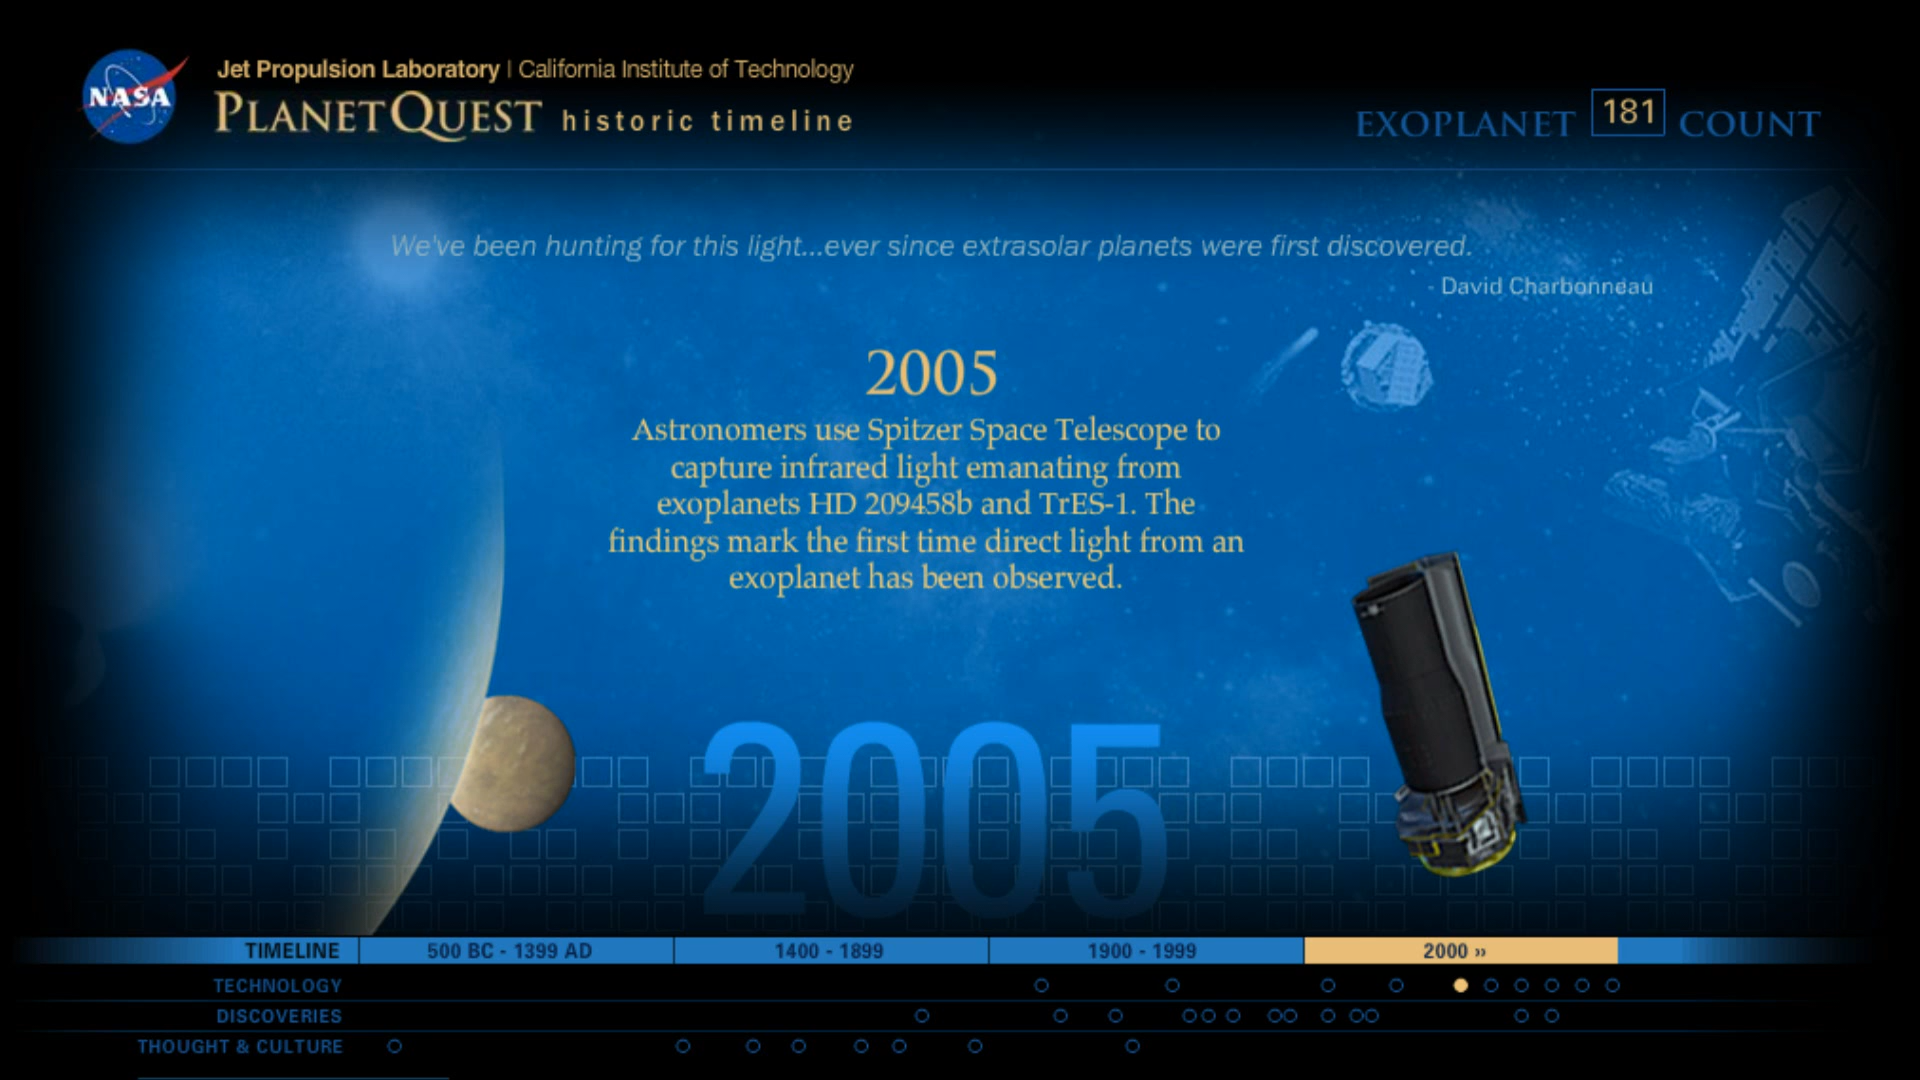 NASA
Jet Propulsion Laboratory | California Institute of Technology
PLANETQUEST historic timeline
EXOPLANET 181 COUNT
We've been hunting for this light...ever since extrasolar planets were first discovered.
- David Charbonneau
2005
Astronomers use Spitzer Space Telescope to
capture infrared light emanating from
exoplanets HD 209458b and TrES-1. The
findings mark the first time direct light from an
exoplanet has been observed.
2005
TIMELINE 500 BC - 1399 AD 1400 - 1899 1900 - 1999 2000 »
TECHNOLOGY
DISCOVERIES
THOUGHT & CULTURE